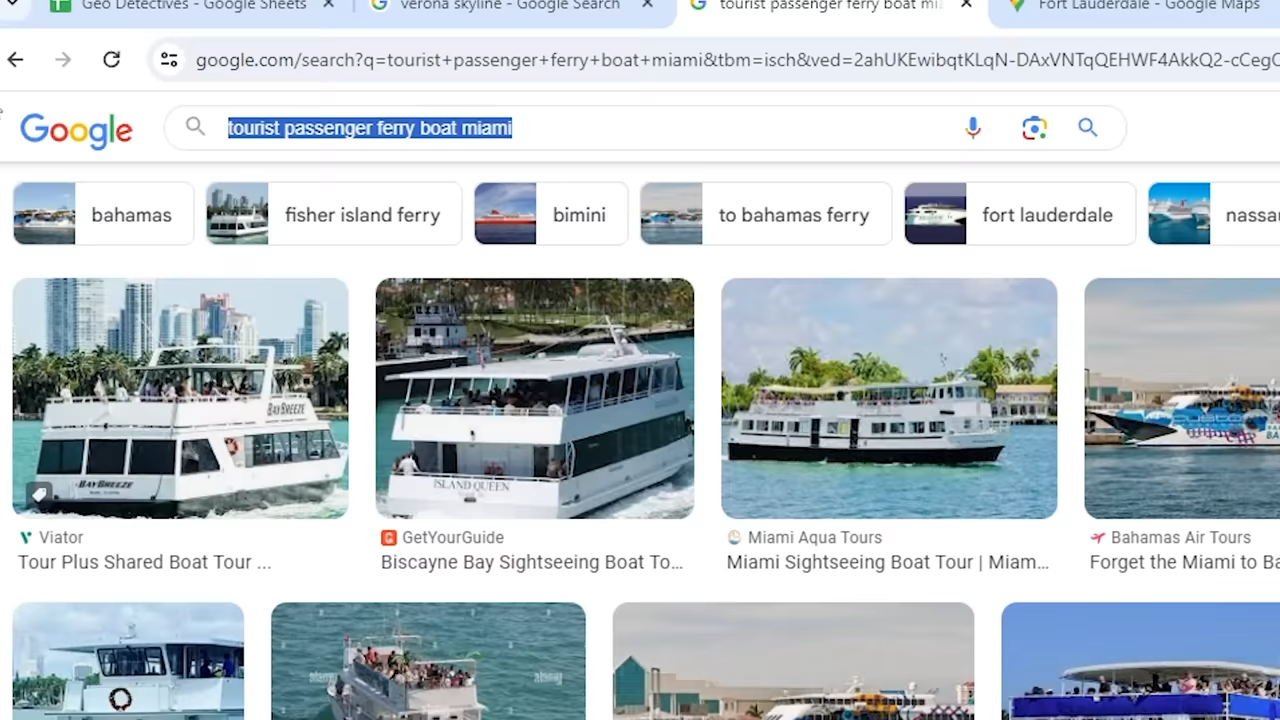 Geo Detectives - Google Sheets
verona skyline - Google Search
tourist passenger ferry boat mi
Fort Lauderdale - Google Maps
google.com/search?q=tourist+passenger+ferry+boat+miami&tbm=isch&ved=2ahUKEwibqtKLqN-DAxVNTqQEHWF4AkkQ2-cCegC
Google
tourist passenger ferry boat miami
bahamas
fisher island ferry
bimini
to bahamas ferry
fort lauderdale
nassau
BAYBREEZE
BAYBREEZE
ISLAND QUEEN
Viator
Tour Plus Shared Boat Tour ...
GetYourGuide
Biscayne Bay Sightseeing Boat To...
Miami Aqua Tours
Miami Sightseeing Boat Tour | Miam...
Bahamas Air Tours
Forget the Miami to Ba
alamy
alamy